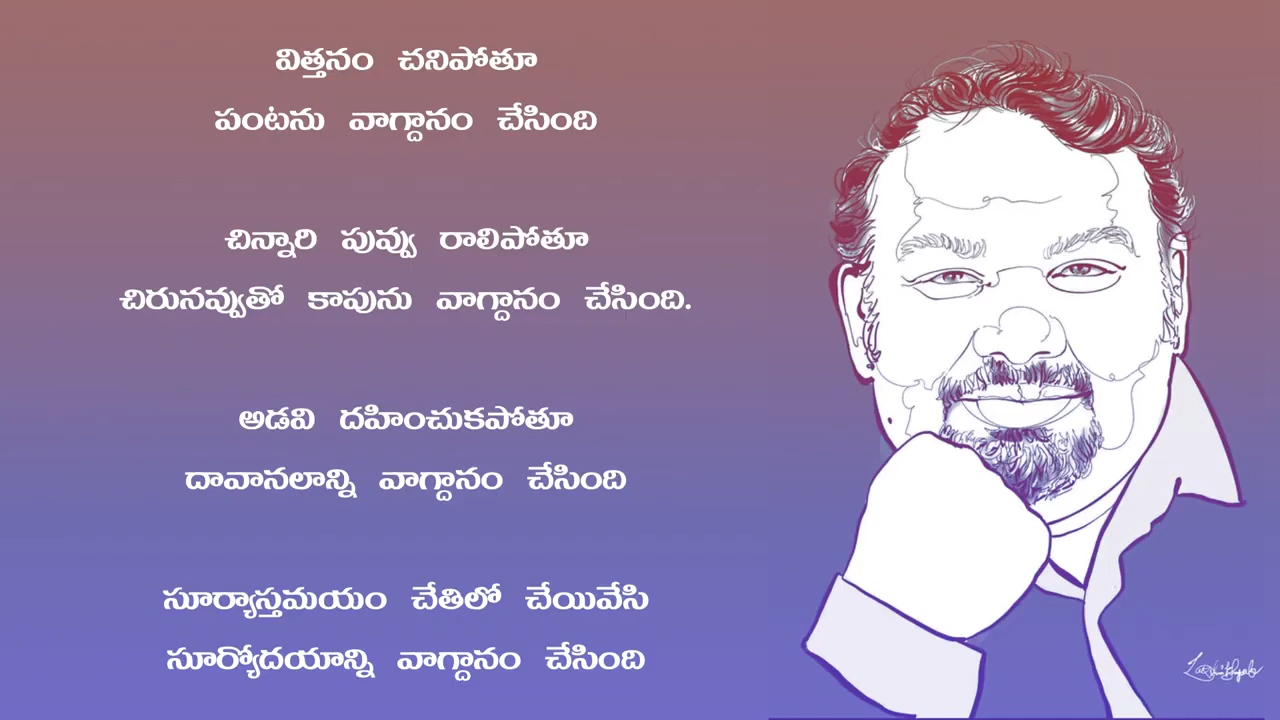 విత్తనం చనిపోతూ
పంటను వాగ్దానం చేసింది
చిన్నారి పువ్వు రాలిపోతూ
చిరునవ్వుతో కాపును వాగ్దానం చేసింది.
అడవి దహించుకపోతూ
దావానలాన్ని వాగ్దానం చేసింది
సూర్యాస్తమయం చేతిలో చేయివేసి
సూర్యోదయాన్ని వాగ్దానం చేసింది